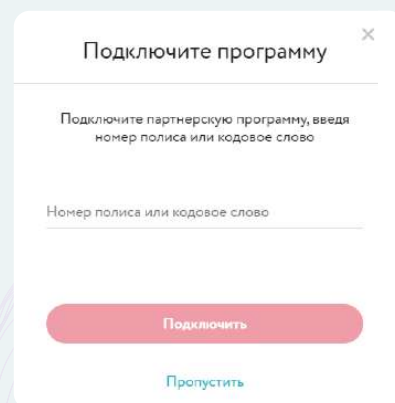 Подключите программу
Подключите партнерскую программу, введя
номер полиса или кодовое слово
Номер полиса или кодовое слово
Подключить
Пропустить